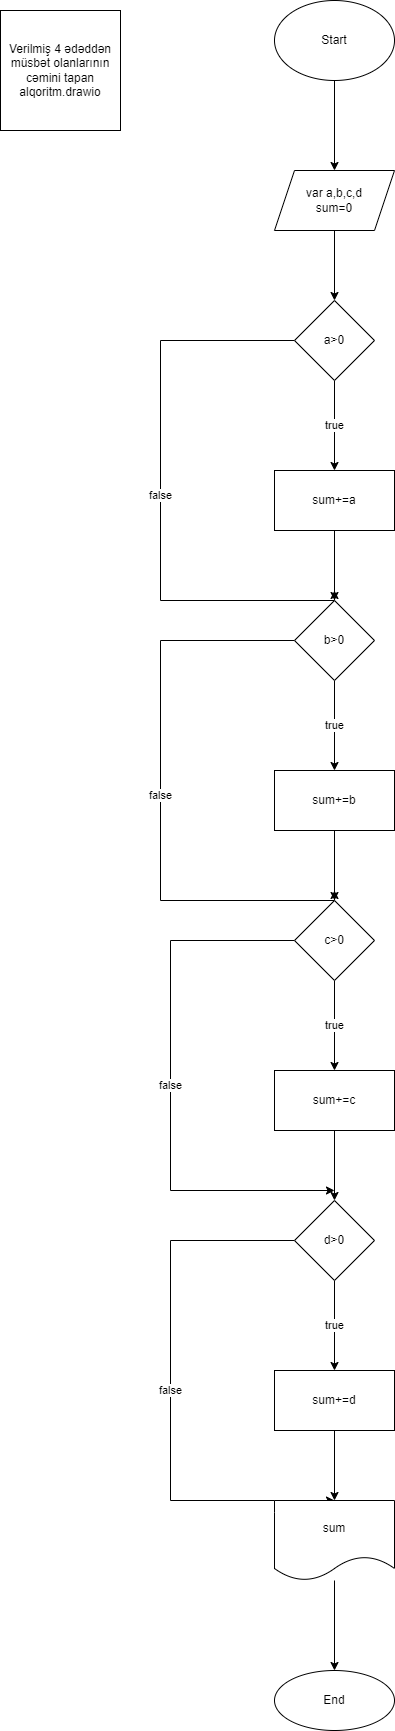 Verilmiş 4 ədəddən
müsbət olanlarının
cəmini tapan
alqoritm.drawio
Start
var a,b,c,d
sum=0
a>0
true
false
sum+=a
b>0
true
false
sum+=b
c>0
true
false
sum+=c
d>0
true
false
sum+=d
sum
End